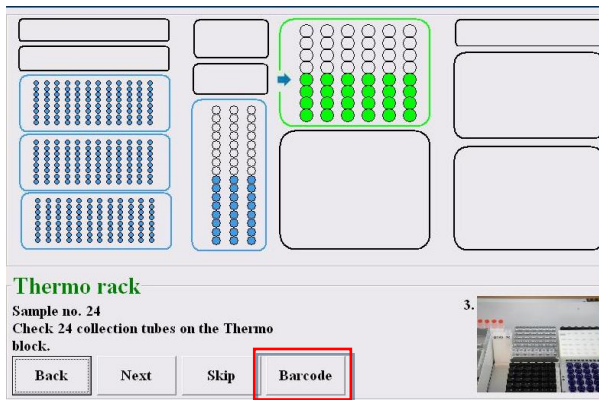 Thermo rack
Sample no. 24
Check 24 collection tubes on the Thermo
block.
3.
Back
Next
Skip
Barcode